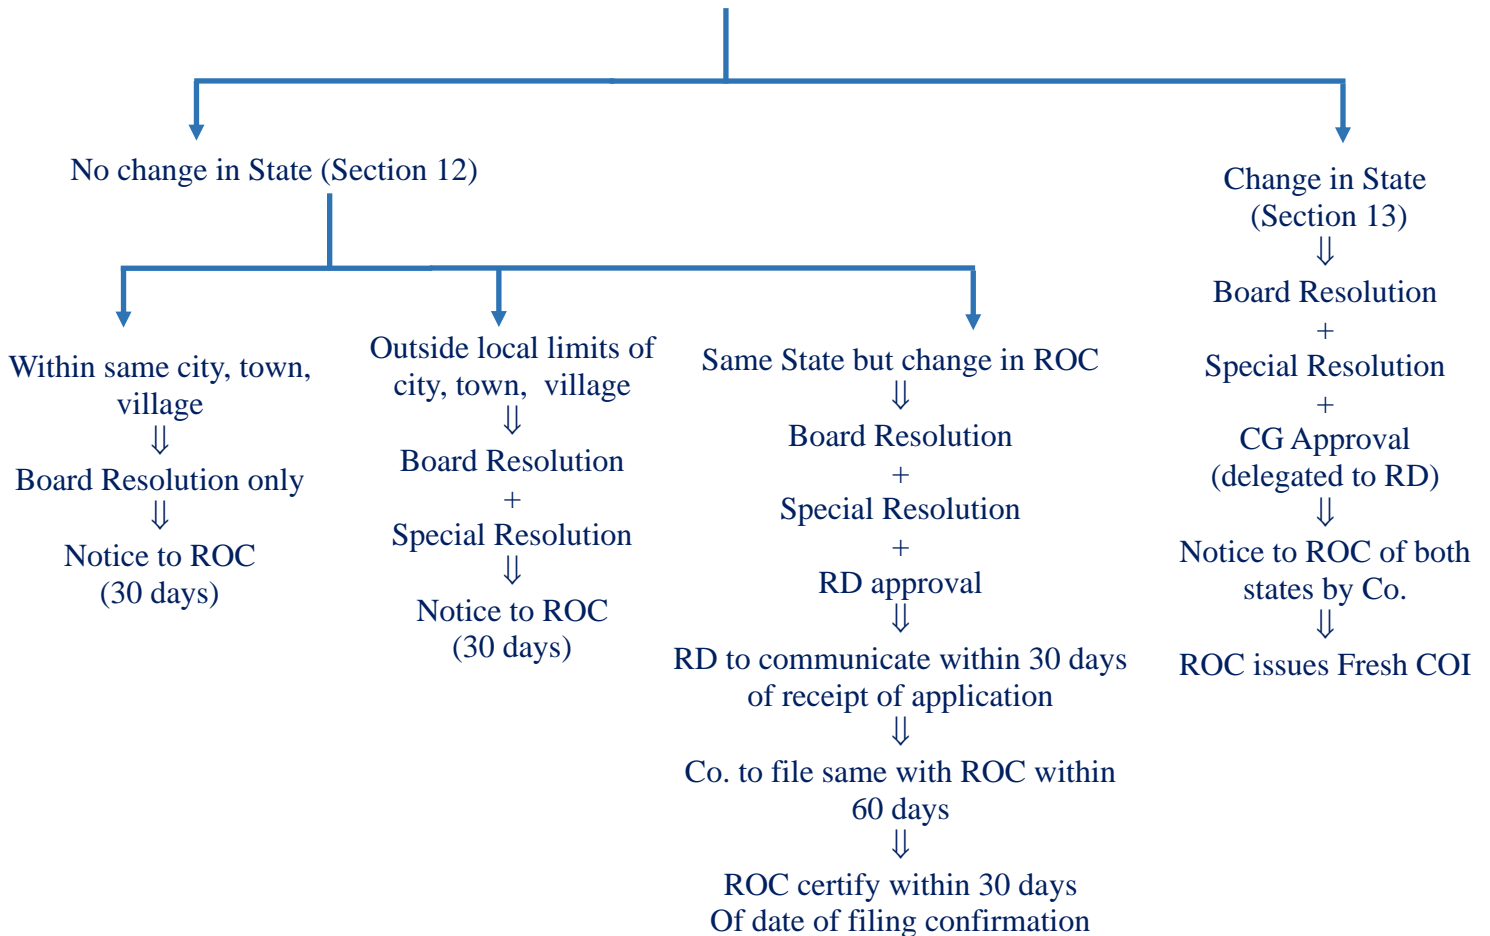 No change in State (Section 12)
Within same city, town,
village
⇓
Board Resolution only
⇓
Notice to ROC
(30 days)
Outside local limits of
city, town, village
⇓
Board Resolution
+
Special Resolution
⇓
Notice to ROC
(30 days)
Same State but change in ROC
⇓
Board Resolution
+
Special Resolution
+
RD approval
⇓
RD to communicate within 30 days
of receipt of application
⇓
Co. to file same with ROC within
60 days
⇓
ROC certify within 30 days
Of date of filing confirmation
Change in State
(Section 13)
⇓
Board Resolution
+
Special Resolution
+
CG Approval
(delegated to RD)
⇓
Notice to ROC of both
states by Co.
⇓
ROC issues Fresh COI